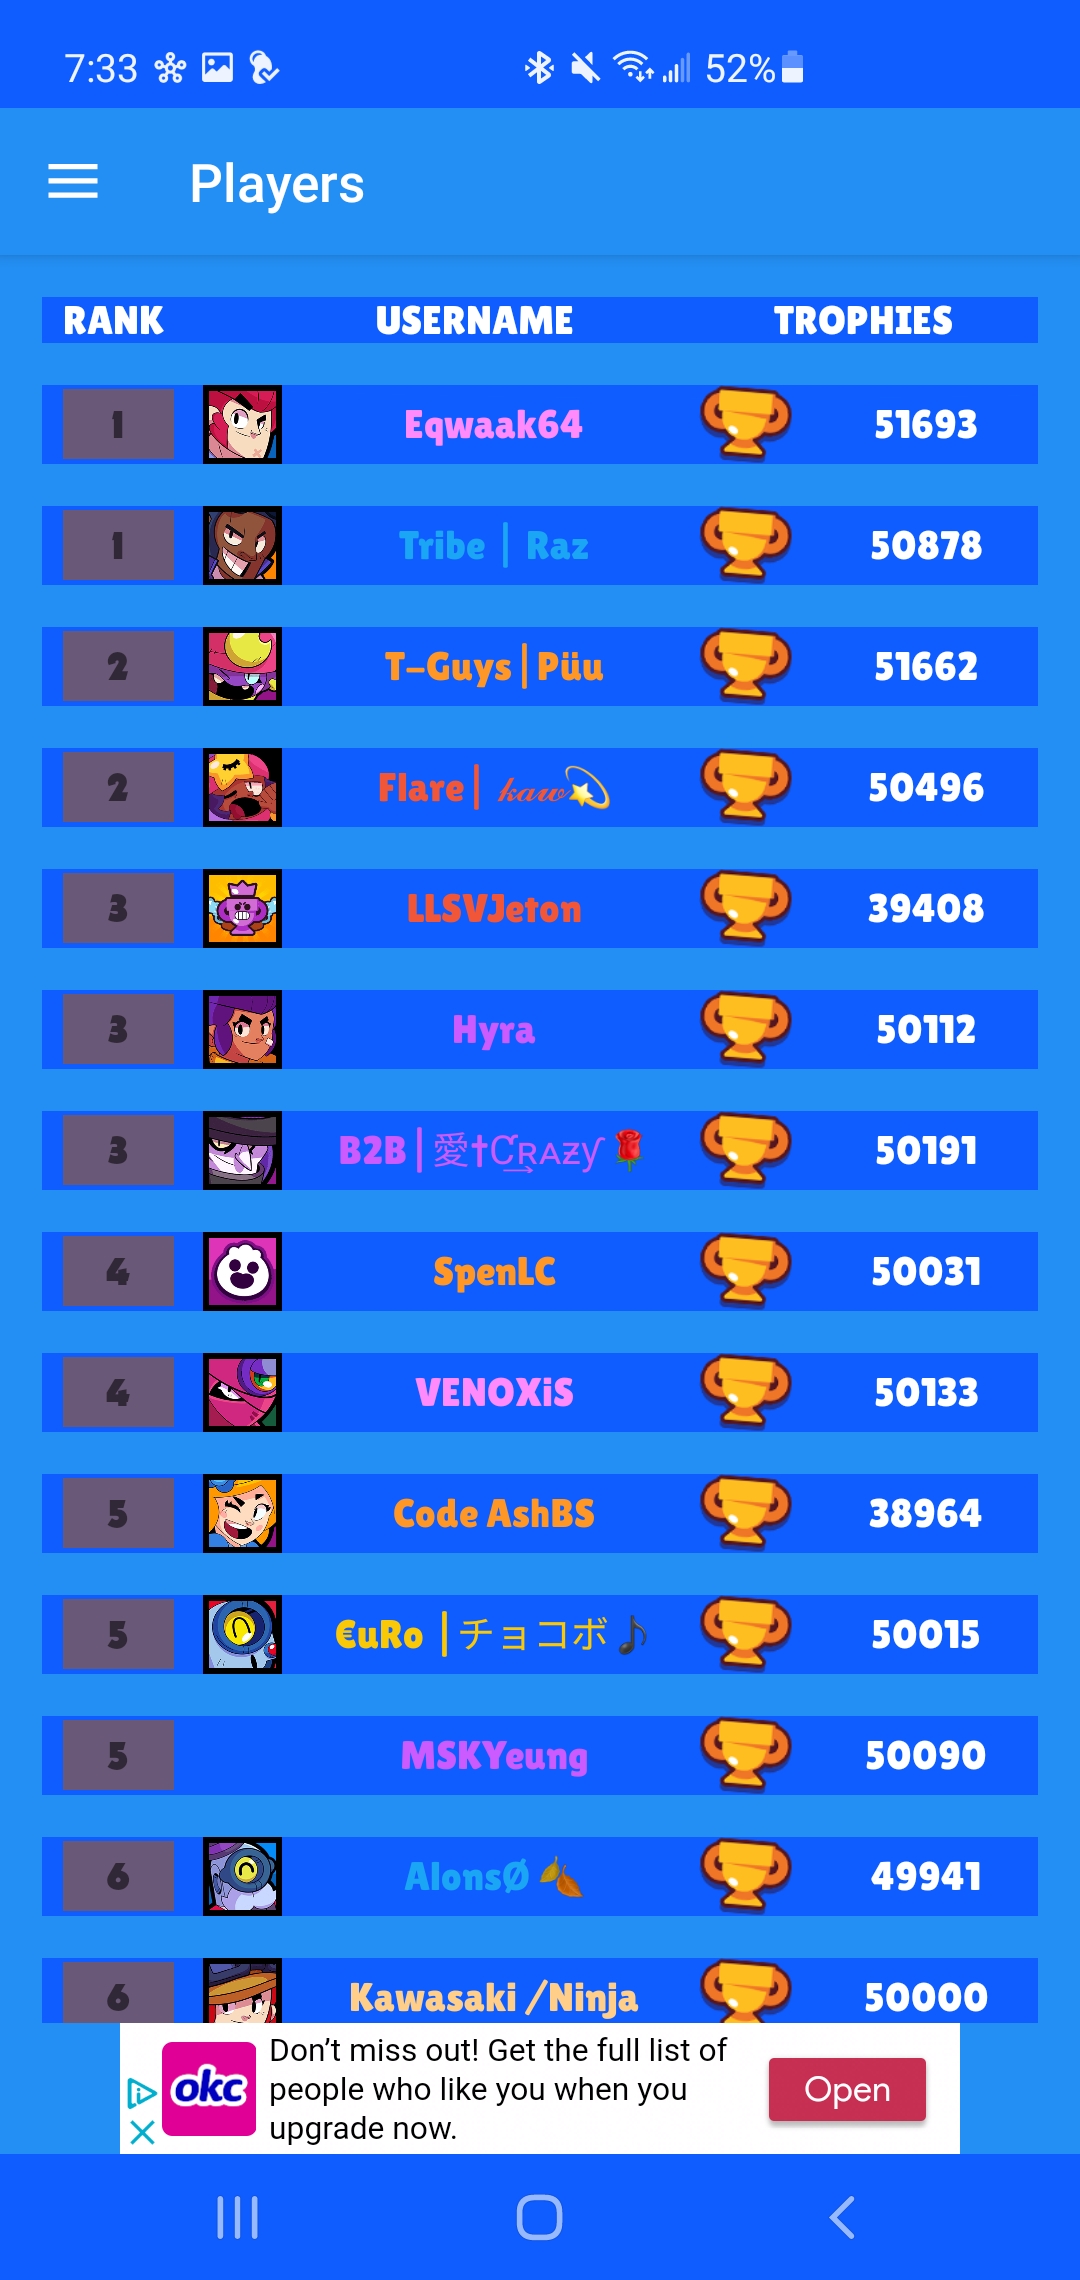 7:33 52%
Players
RANK USERNAME TROPHIES
1 Eqwaak64 51693
1 Tribe | Raz 50878
2 T-Guys|Püu 51662
2 Flare| 𝓀𝒶𝓌💫 50496
3 LLSVJeton 39408
3 Hyra 50112
3 B2B|愛✝C͢ʀᴀᴢƴ🌹 50191
4 SpenLC 50031
4 VENOXiS 50133
5 Code AshBS 38964
5 €uRo |チョコボ🎵 50015
5 MSKYeung 50090
6 AlonsØ 🍂 49941
6 Kawasaki /Ninja 50000
okc
Don't miss out! Get the full list of
people who like you when you
upgrade now.
Open